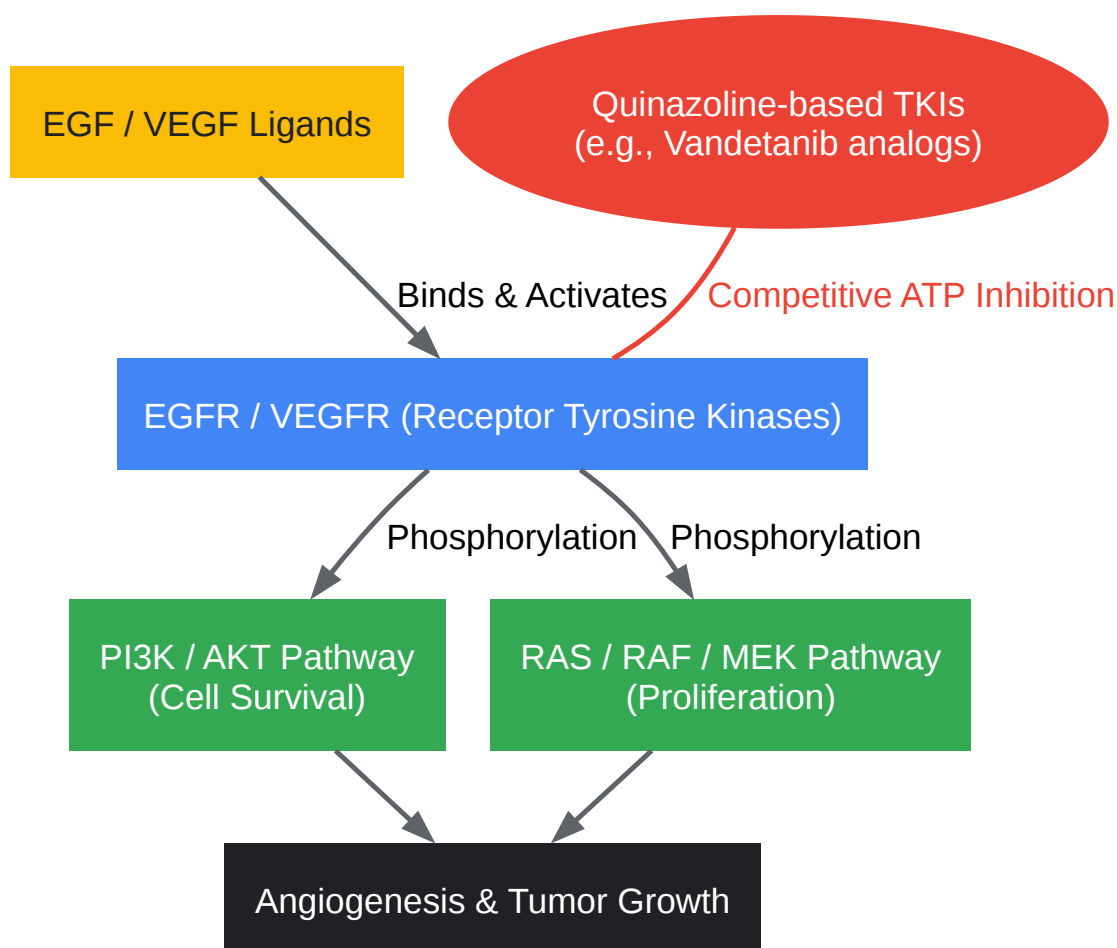 EGF / VEGF Ligands
Quinazoline-based TKIs
(e.g., Vandetanib analogs)
Binds & Activates
Competitive ATP Inhibition
EGFR / VEGFR (Receptor Tyrosine Kinases)
Phosphorylation
Phosphorylation
PI3K / AKT Pathway
(Cell Survival)
RAS / RAF / MEK Pathway
(Proliferation)
Angiogenesis & Tumor Growth